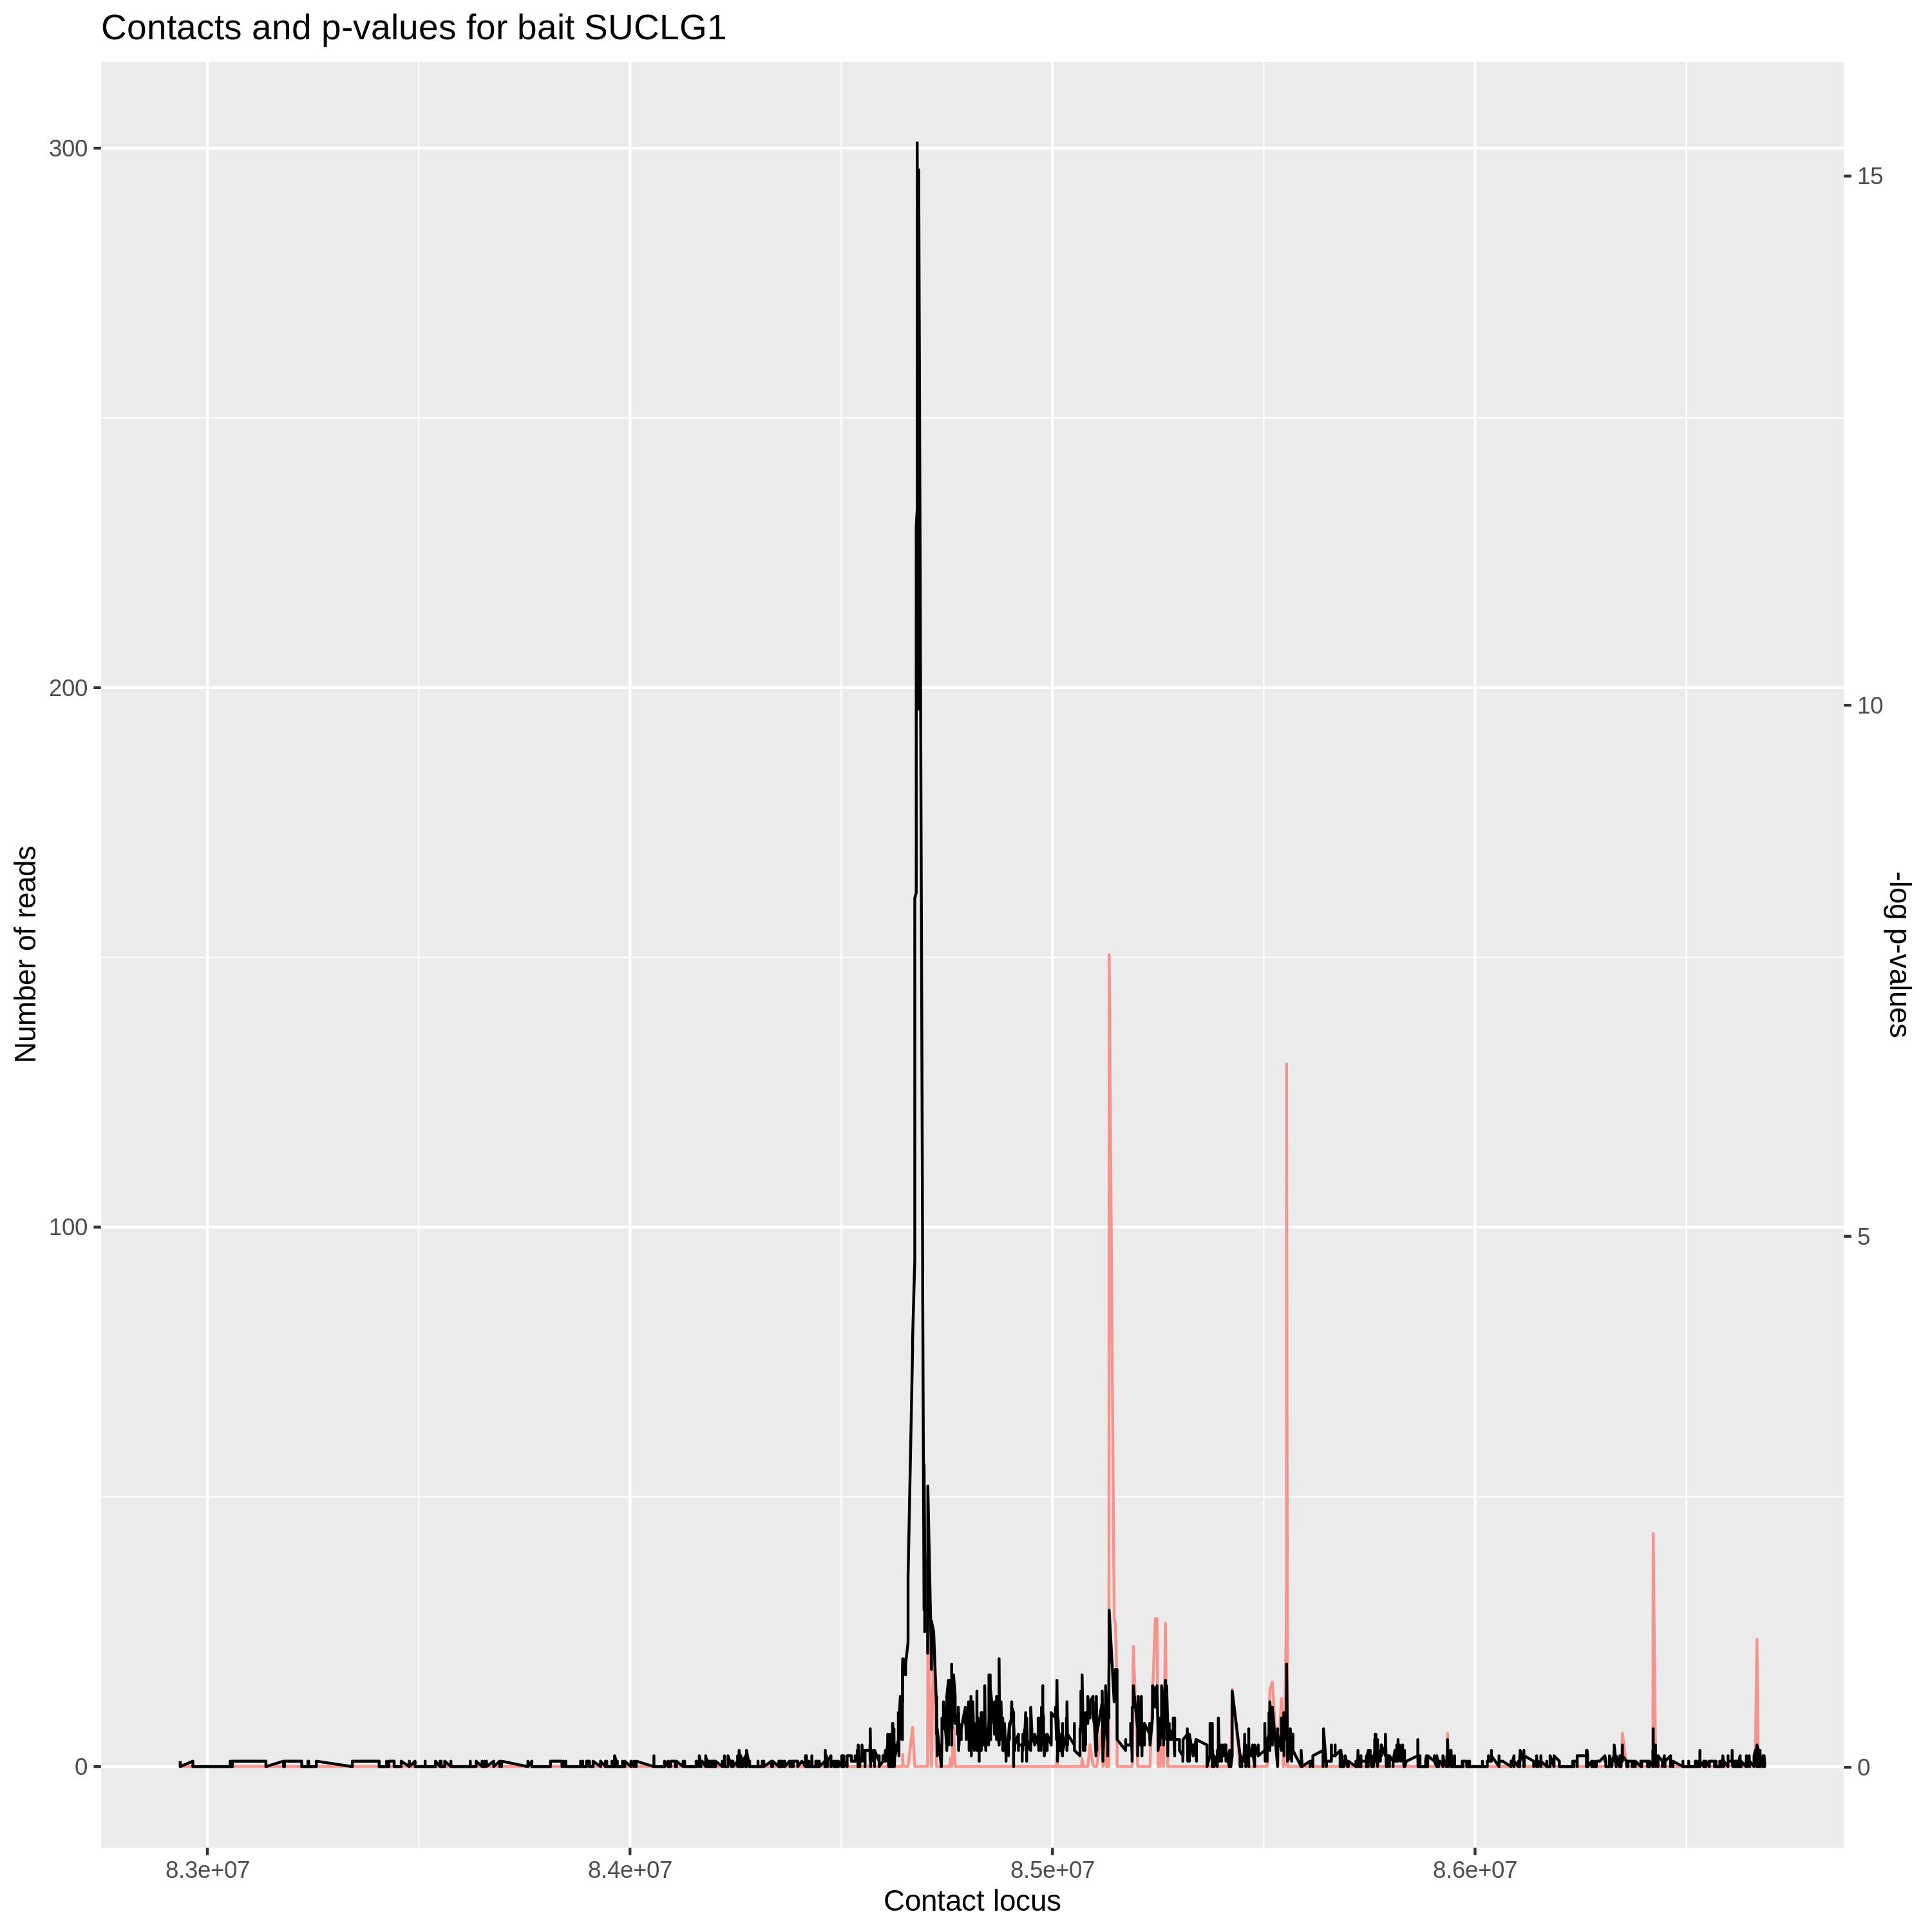 Contacts and p-values for bait SUCLG1
300
200
100
0
Number of reads
15
10
5
0
-log p-values
8.3e+07
8.4e+07
8.5e+07
8.6e+07
Contact locus